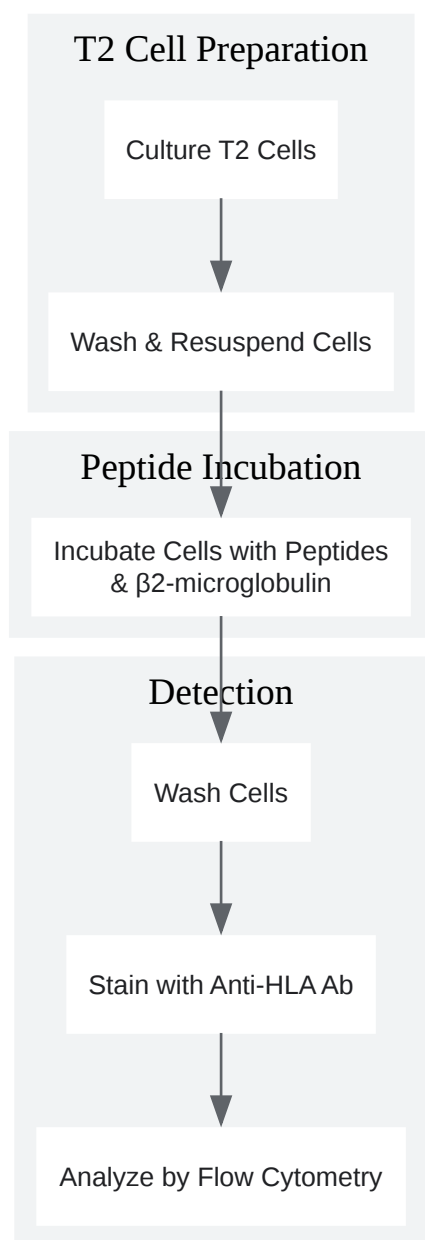 T2 Cell Preparation
Culture T2 Cells
Wash & Resuspend Cells
Peptide Incubation
Incubate Cells with Peptides
& β2-microglobulin
Detection
Wash Cells
Stain with Anti-HLA Ab
Analyze by Flow Cytometry